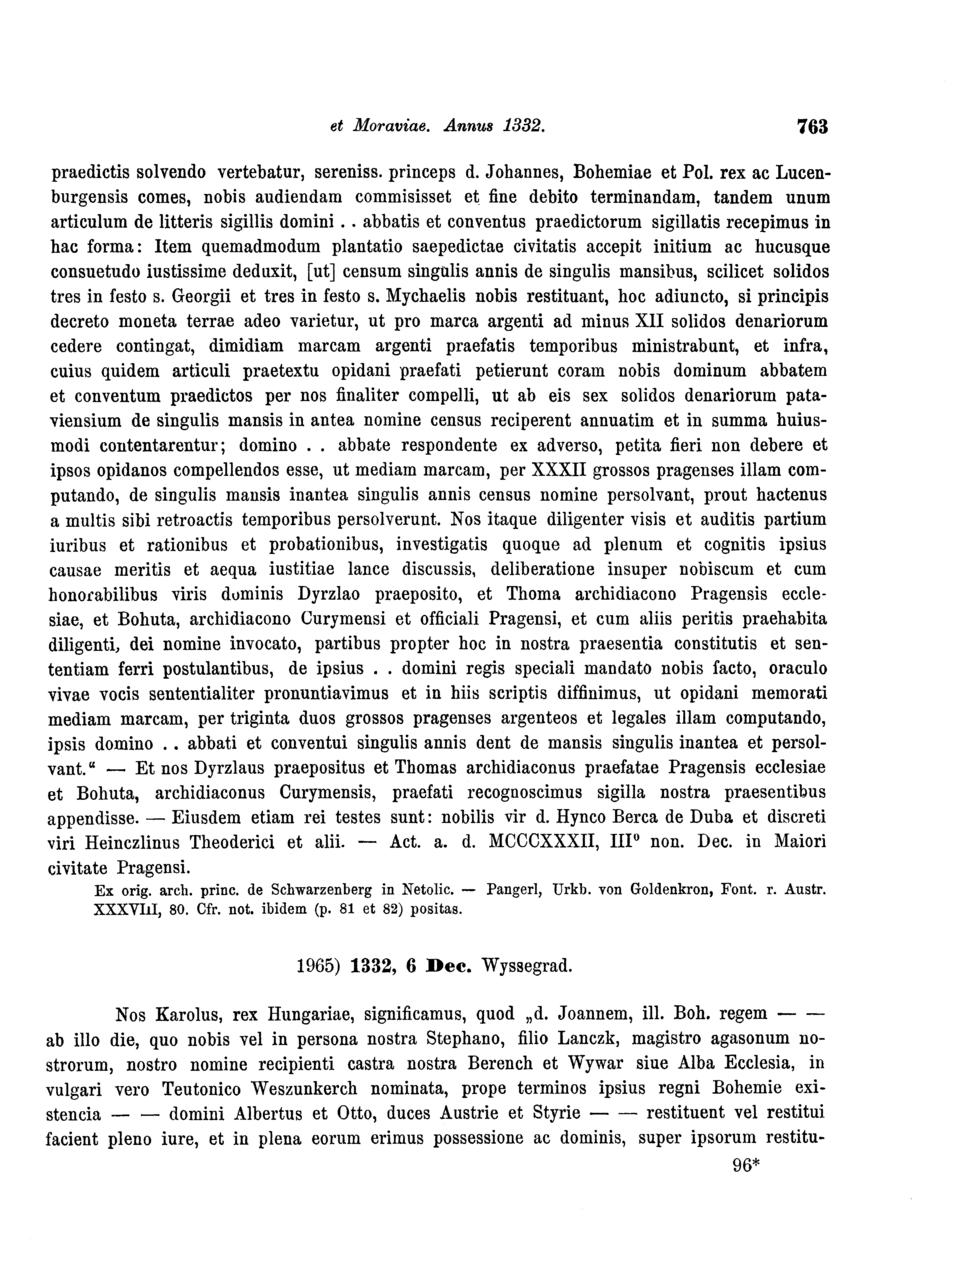 et Moraviae. Annus 1332. 763
praedictis solvendo vertebatur, sereniss. princeps d. Johannes, Bohemiae et Pol. rex ac Lucen-
burgensis comes, nobis audiendam commisisset et fine debito terminandam, tandem unum
articulum de litteris sigillis domini . . abbatis et conventus praedictorum sigillatis recepimus in
hac forma: Item quemadmodum plantatio saepedictae civitatis accepit initium ac hucusque
consuetudo iustissime deduxit, [ut] censum singulis annis de singulis mansibus, scilicet solidos
tres in festo s. Georgii et tres in festo s. Mychaelis nobis restituant, hoc adiuncto, si principis
decreto moneta terrae adeo varietur, ut pro marca argenti ad minus XII solidos denariorum
cedere contingat, dimidiam marcam argenti praefatis temporibus ministrabunt, et infra,
cuius quidem articuli praetextu opidani praefati petierunt coram nobis dominum abbatem
et conventum praedictos per nos finaliter compelli, ut ab eis sex solidos denariorum pata-
viensium de singulis mansis in antea nomine census reciperent annuatim et in summa huius-
modi contentarentur; domino . . abbate respondente ex adverso, petita fieri non debere et
ipsos opidanos compellendos esse, ut mediam marcam, per XXXII grossos pragenses illam com-
putando, de singulis mansis inantea singulis annis census nomine persolvant, prout hactenus
a multis sibi retroactis temporibus persolverunt. Nos itaque diligenter visis et auditis partium
iuribus et rationibus et probationibus, investigatis quoque ad plenum et cognitis ipsius
causae meritis et aequa iustitiae lance discussis, deliberatione insuper nobiscum et cum
honorabilibus viris dominis Dyrzlao praeposito, et Thoma archidiacono Pragensis eccle-
siae, et Bohuta, archidiacono Curymensi et officiali Pragensi, et cum aliis peritis praehabita
diligenti, dei nomine invocato, partibus propter hoc in nostra praesentia constitutis et sen-
tentiam ferri postulantibus, de ipsius . . domini regis speciali mandato nobis facto, oraculo
vivae vocis sententialiter pronuntiavimus et in hiis scriptis diffinimus, ut opidani memorati
mediam marcam, per triginta duos grossos pragenses argenteos et legales illam computando,
ipsis domino . . abbati et conventui singulis annis dent de mansis singulis inantea et persol-
vant.“ — Et nos Dyrzlaus praepositus et Thomas archidiaconus praefatae Pragensis ecclesiae
et Bohuta, archidiaconus Curymensis, praefati recognoscimus sigilla nostra praesentibus
appendisse. — Eiusdem etiam rei testes sunt: nobilis vir d. Hynco Berca de Duba et discreti
viri Heinczlinus Theoderici et alii. — Act. a. d. MCCCXXXII, III° non. Dec. in Maiori
civitate Pragensi.
Ex orig. arch. princ. de Schwarzenberg in Netolic. — Pangerl, Urkb. von Goldenkron, Font. r. Austr.
XXXVIII, 80. Cfr. not. ibidem (p. 81 et 82) positas.
1965) 1332, 6 Dec. Wyssegrad.
Nos Karolus, rex Hungariae, significamus, quod „d. Joannem, ill. Boh. regem — —
ab illo die, quo nobis vel in persona nostra Stephano, filio Lanczk, magistro agasonum no-
strorum, nostro nomine recipienti castra nostra Berench et Wywar siue Alba Ecclesia, in
vulgari vero Teutonico Weszunkerch nominata, prope terminos ipsius regni Bohemie exi-
stencia — — domini Albertus et Otto, duces Austrie et Styrie — — restituent vel restitui
facient pleno iure, et in plena eorum erimus possessione ac dominis, super ipsorum restitu-
96*